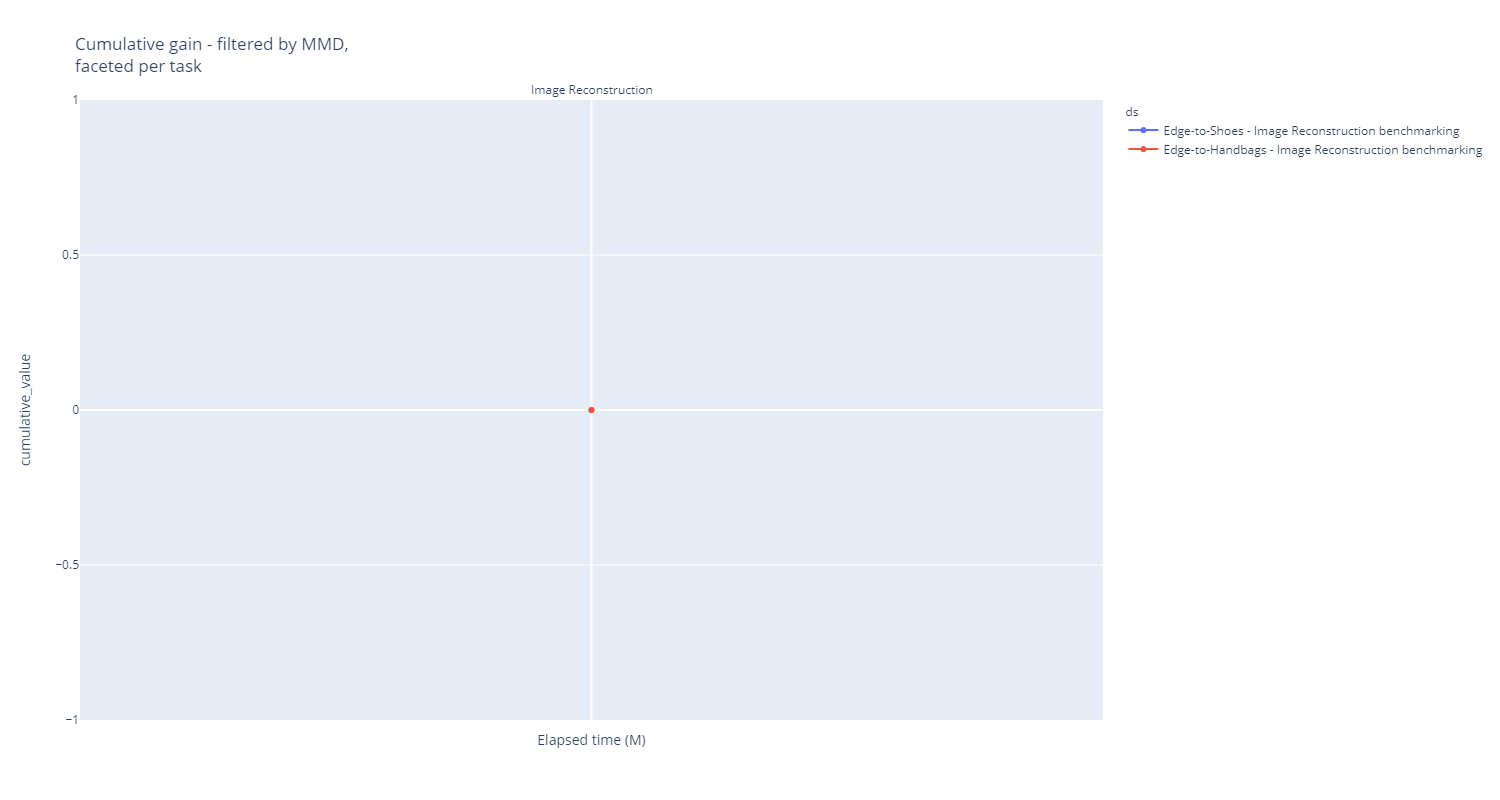 Cumulative gain - filtered by MMD,
faceted per task
Image Reconstruction
1
0.5
0
−0.5
−1
cumulative_value
Elapsed time (M)
ds
Edge-to-Shoes - Image Reconstruction benchmarking
Edge-to-Handbags - Image Reconstruction benchmarking